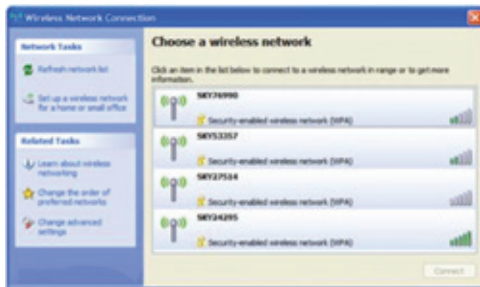 Wireless Network Connection
Network Tasks
Refresh network list
Set up a wireless network
for a home or small office
Related Tasks
Learn about wireless
networking
Change the order of
preferred networks
Change advanced
settings
Choose a wireless network
Click an item in the list below to connect to a wireless network in range or to get more
information.
SKY76990
Security-enabled wireless network (WPA)
SKY53357
Security-enabled wireless network (WPA)
SKY27514
Security-enabled wireless network (WPA)
SKY24295
Security-enabled wireless network (WPA)
Connect